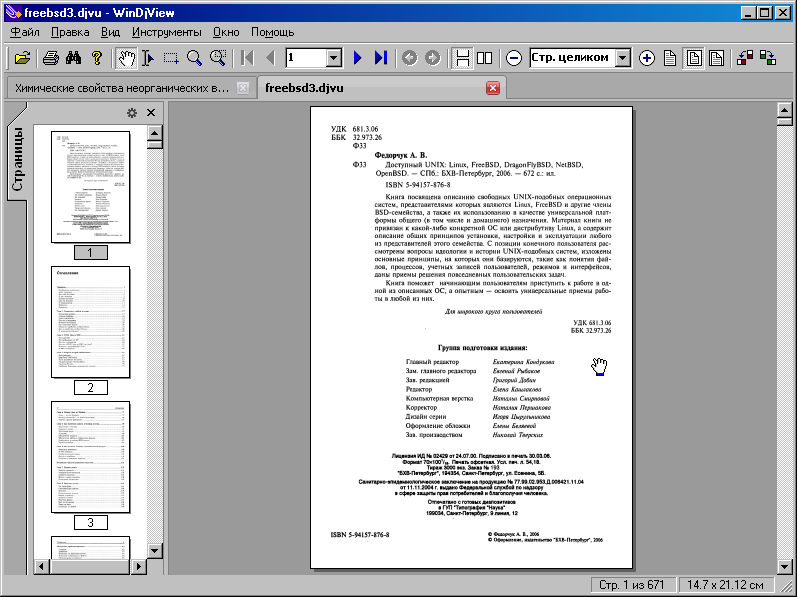 freebsd3.djvu - WinDjView
Файл Правка Вид Инструменты Окно Помощь
1
Стр. целиком
Химические свойства неорганических в...
freebsd3.djvu
Страницы
1
2
3
УДК 681.3.06
ББК 32.973.26
Ф33
Федорчук А. В.
Ф33 Доступный UNIX: Linux, FreeBSD, DragonFlyBSD, NetBSD,
OpenBSD. — СПб.: БХВ-Петербург, 2006. — 672 с.: ил.
ISBN 5-94157-876-8
Книга посвящена описанию свободных UNIX-подобных операционных
систем, представителями которых являются Linux, FreeBSD и другие члены
BSD-семейства, а также их использованию в качестве универсальной плат-
формы общего (в том числе и домашнего) назначения. Материал книги не
привязан к какой-либо конкретной ОС или дистрибутиву Linux, а содержит
описание общих принципов установки, настройки и эксплуатации любого
из представителей этого семейства. С позиции конечного пользователя рас-
смотрены вопросы идеологии и истории UNIX-подобных систем, изложены
основные принципы, на которых они базируются, такие как понятия фай-
лов, процессов, учетных записей пользователей, режимов и интерфейсов,
даны приемы решения повседневных пользовательских задач.
Книга поможет начинающим пользователям приступить к работе в од-
ной из описанных ОС, а опытным — освоить универсальные приемы рабо-
ты в любой из них.
Для широкого круга пользователей
УДК 681.3.06
ББК 32.973.26
Группа подготовки издания:
Главный редактор Екатерина Кондукова
Зам. главного редактора Евгений Рыбаков
Зав. редакцией Григорий Добин
Редактор Елена Кашлакова
Компьютерная верстка Натальи Смирновой
Корректор Наталия Першакова
Дизайн серии Игоря Цырульникова
Оформление обложки Елены Беляевой
Зав. производством Николай Тверских
Лицензия ИД № 02429 от 24.07.00. Подписано в печать 30.03.06.
Формат 70×100 1/16. Печать офсетная. Усл. печ. л. 54,18.
Тираж 3000 экз. Заказ № 193
"БХВ-Петербург", 194354, Санкт-Петербург, ул. Есенина, 5Б.
Санитарно-эпидемиологическое заключение на продукцию № 77.99.02.953.Д.006421.11.04
от 11.11.2004 г. выдано Федеральной службой по надзору
в сфере защиты прав потребителей и благополучия человека.
Отпечатано с готовых диапозитивов
в ГУП "Типография "Наука"
199034, Санкт-Петербург, 9 линия, 12
ISBN 5-94157-876-8
© Федорчук А. В., 2006
© Оформление, издательство "БХВ-Петербург", 2006
Стр. 1 из 671
14.7 x 21.12 см